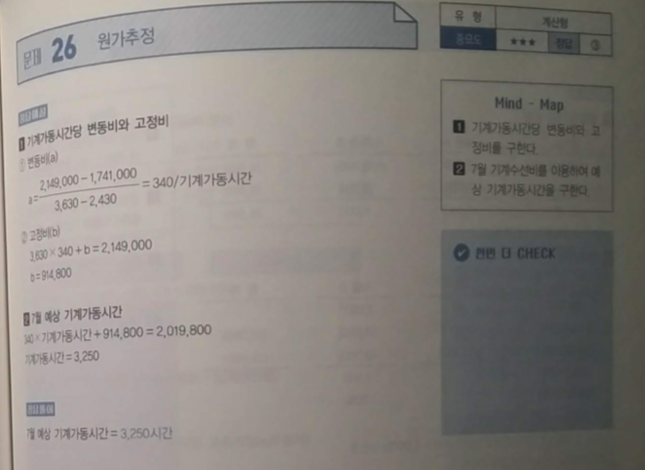 문제 26 원가추정
유 형 계산형
중요도 ★★★ 정답 ③
1 기계가동시간당 변동비와 고정비
① 변동비(a)
a = 2,149,000 − 1,741,000 / 3,630 − 2,430 = 340/기계가동시간
② 고정비(b)
3,630 × 340 + b = 2,149,000
b = 914,800
2 7월 예상 기계가동시간
340 × 기계가동시간 + 914,800 = 2,019,800
기계가동시간 = 3,250
7월 예상 기계가동시간 = 3,250시간
Mind - Map
1 기계가동시간당 변동비와 고
정비를 구한다.
2 7월 기계수선비를 이용하여 예
상 기계가동시간을 구한다.
한번 더 CHECK